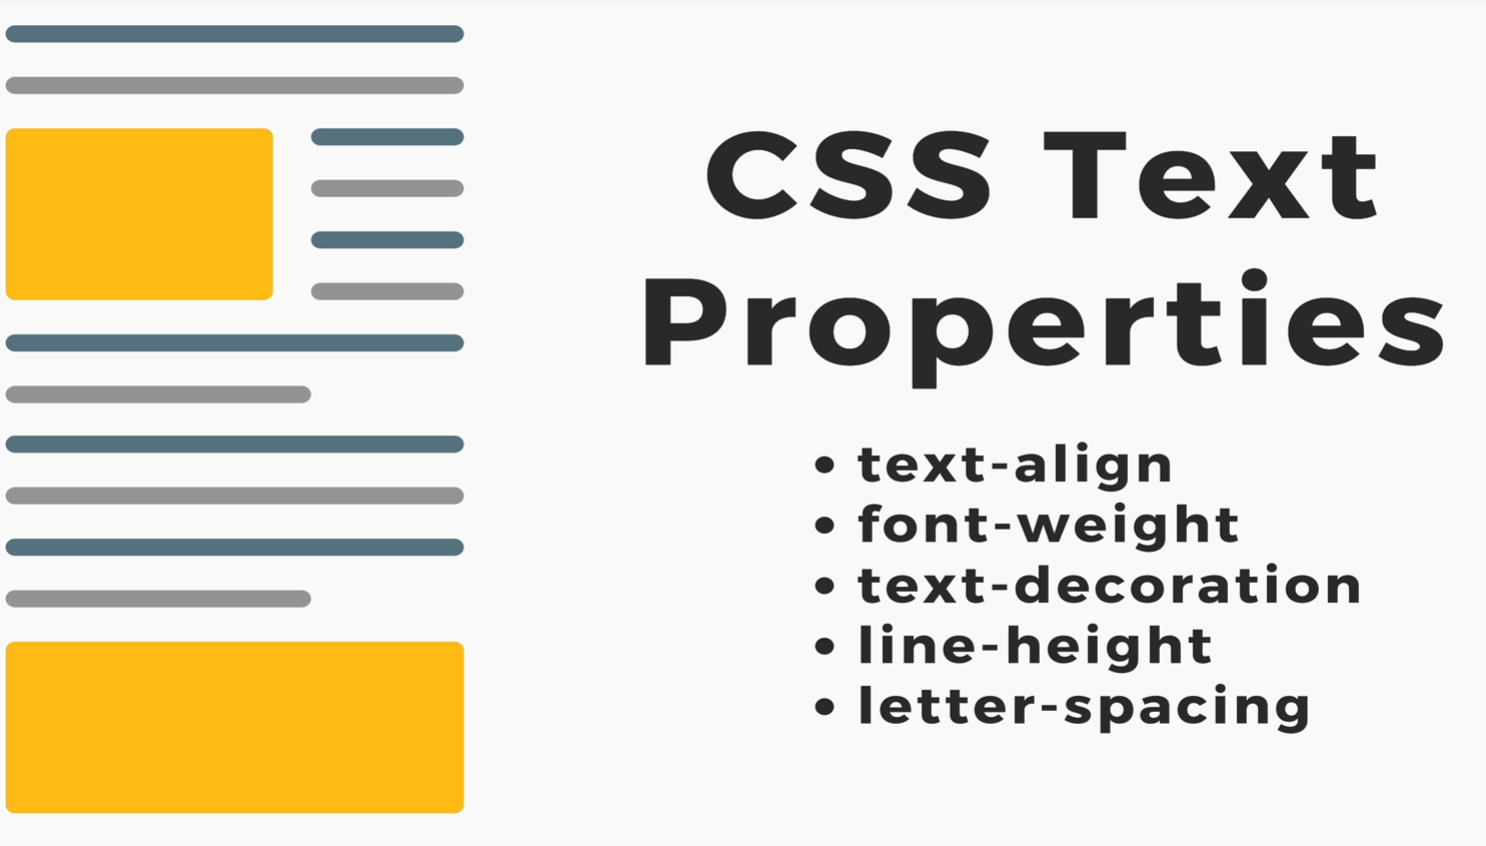 CSS Text
Properties
• text-align
• font-weight
• text-decoration
• line-height
• letter-spacing